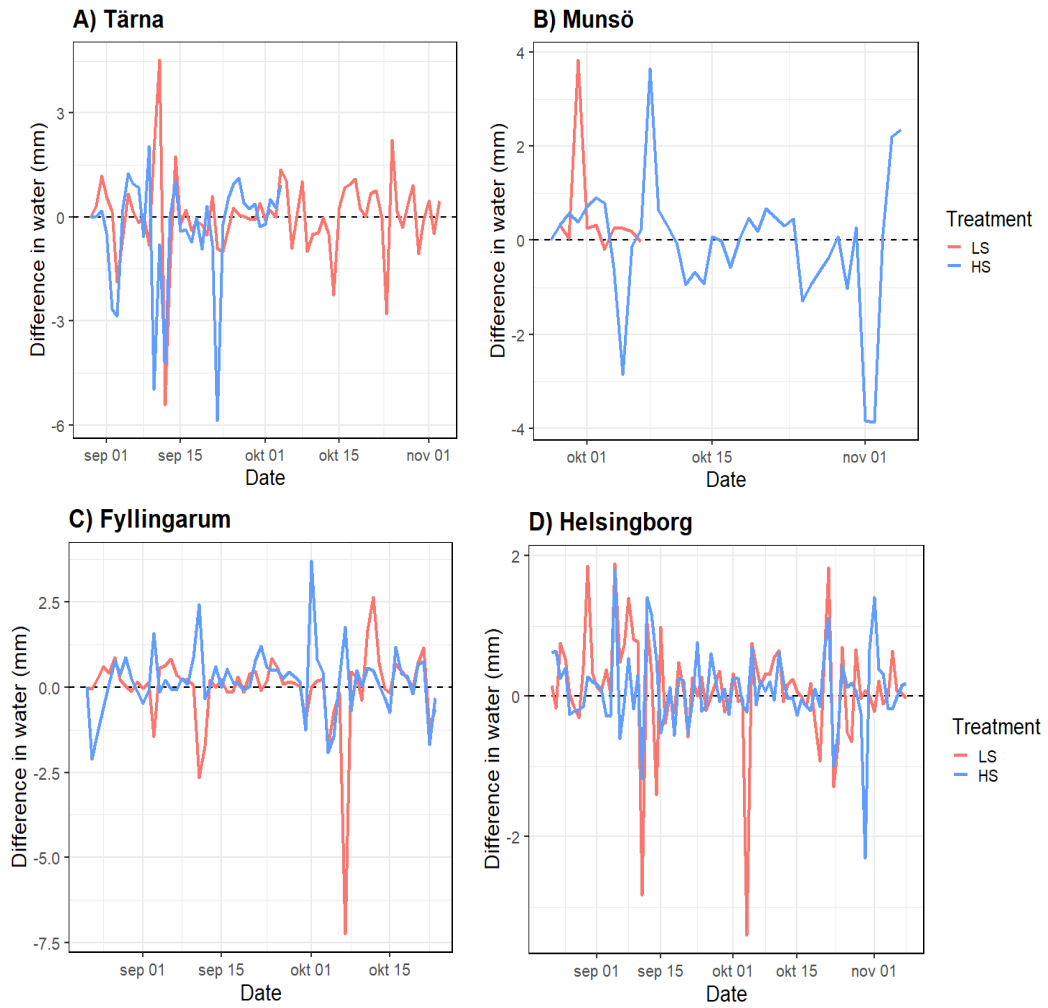 A) Tärna
Difference in water (mm)
3
0
-3
-6
sep 01
sep 15
okt 01
okt 15
nov 01
Date
B) Munsö
Difference in water (mm)
4
2
0
-2
-4
okt 01
okt 15
nov 01
Date
Treatment
LS
HS
C) Fyllingarum
Difference in water (mm)
2.5
0.0
-2.5
-5.0
-7.5
sep 01
sep 15
okt 01
okt 15
Date
D) Helsingborg
Difference in water (mm)
2
0
-2
sep 01
sep 15
okt 01
okt 15
nov 01
Date
Treatment
LS
HS